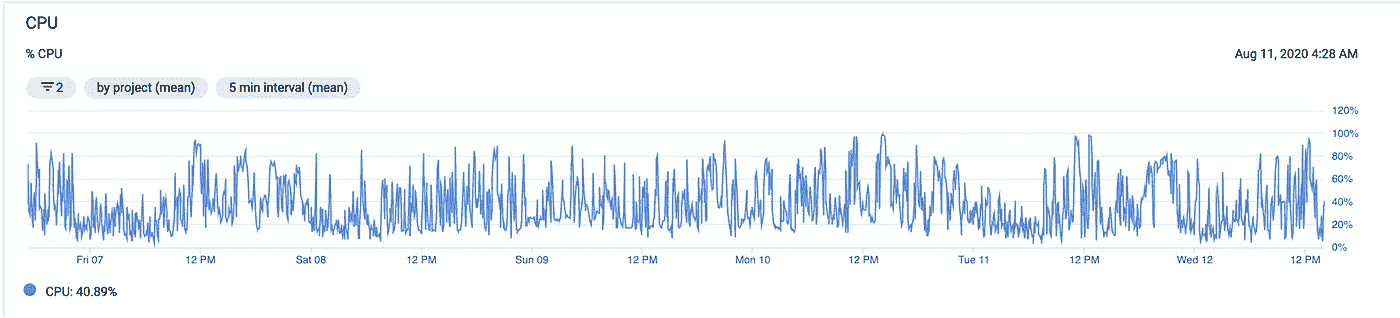 CPU
% CPU
Aug 11, 2020 4:28 AM
2
by project (mean)
5 min interval (mean)
120%
100%
80%
60%
40%
20%
0%
Fri 07
12 PM
Sat 08
12 PM
Sun 09
12 PM
Mon 10
12 PM
Tue 11
12 PM
Wed 12
12 PM
CPU: 40.89%